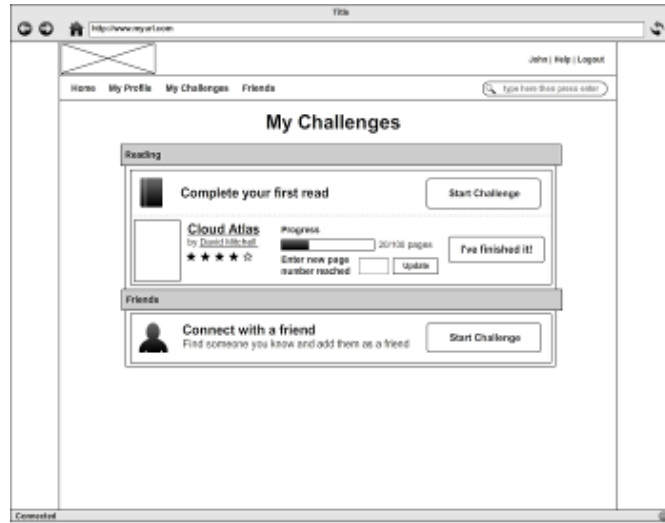 Title
http://www.myurl.com
John | Help | Logout
Home My Profile My Challenges Friends
type here then press enter
My Challenges
Reading
Complete your first read
Start Challenge
Cloud Atlas
by David Mitchell
★ ★ ★ ★ ☆
Progress
20/100 pages
Enter new page
number reached
Update
I've finished it!
Friends
Connect with a friend
Find someone you know and add them as a friend
Start Challenge
Connected